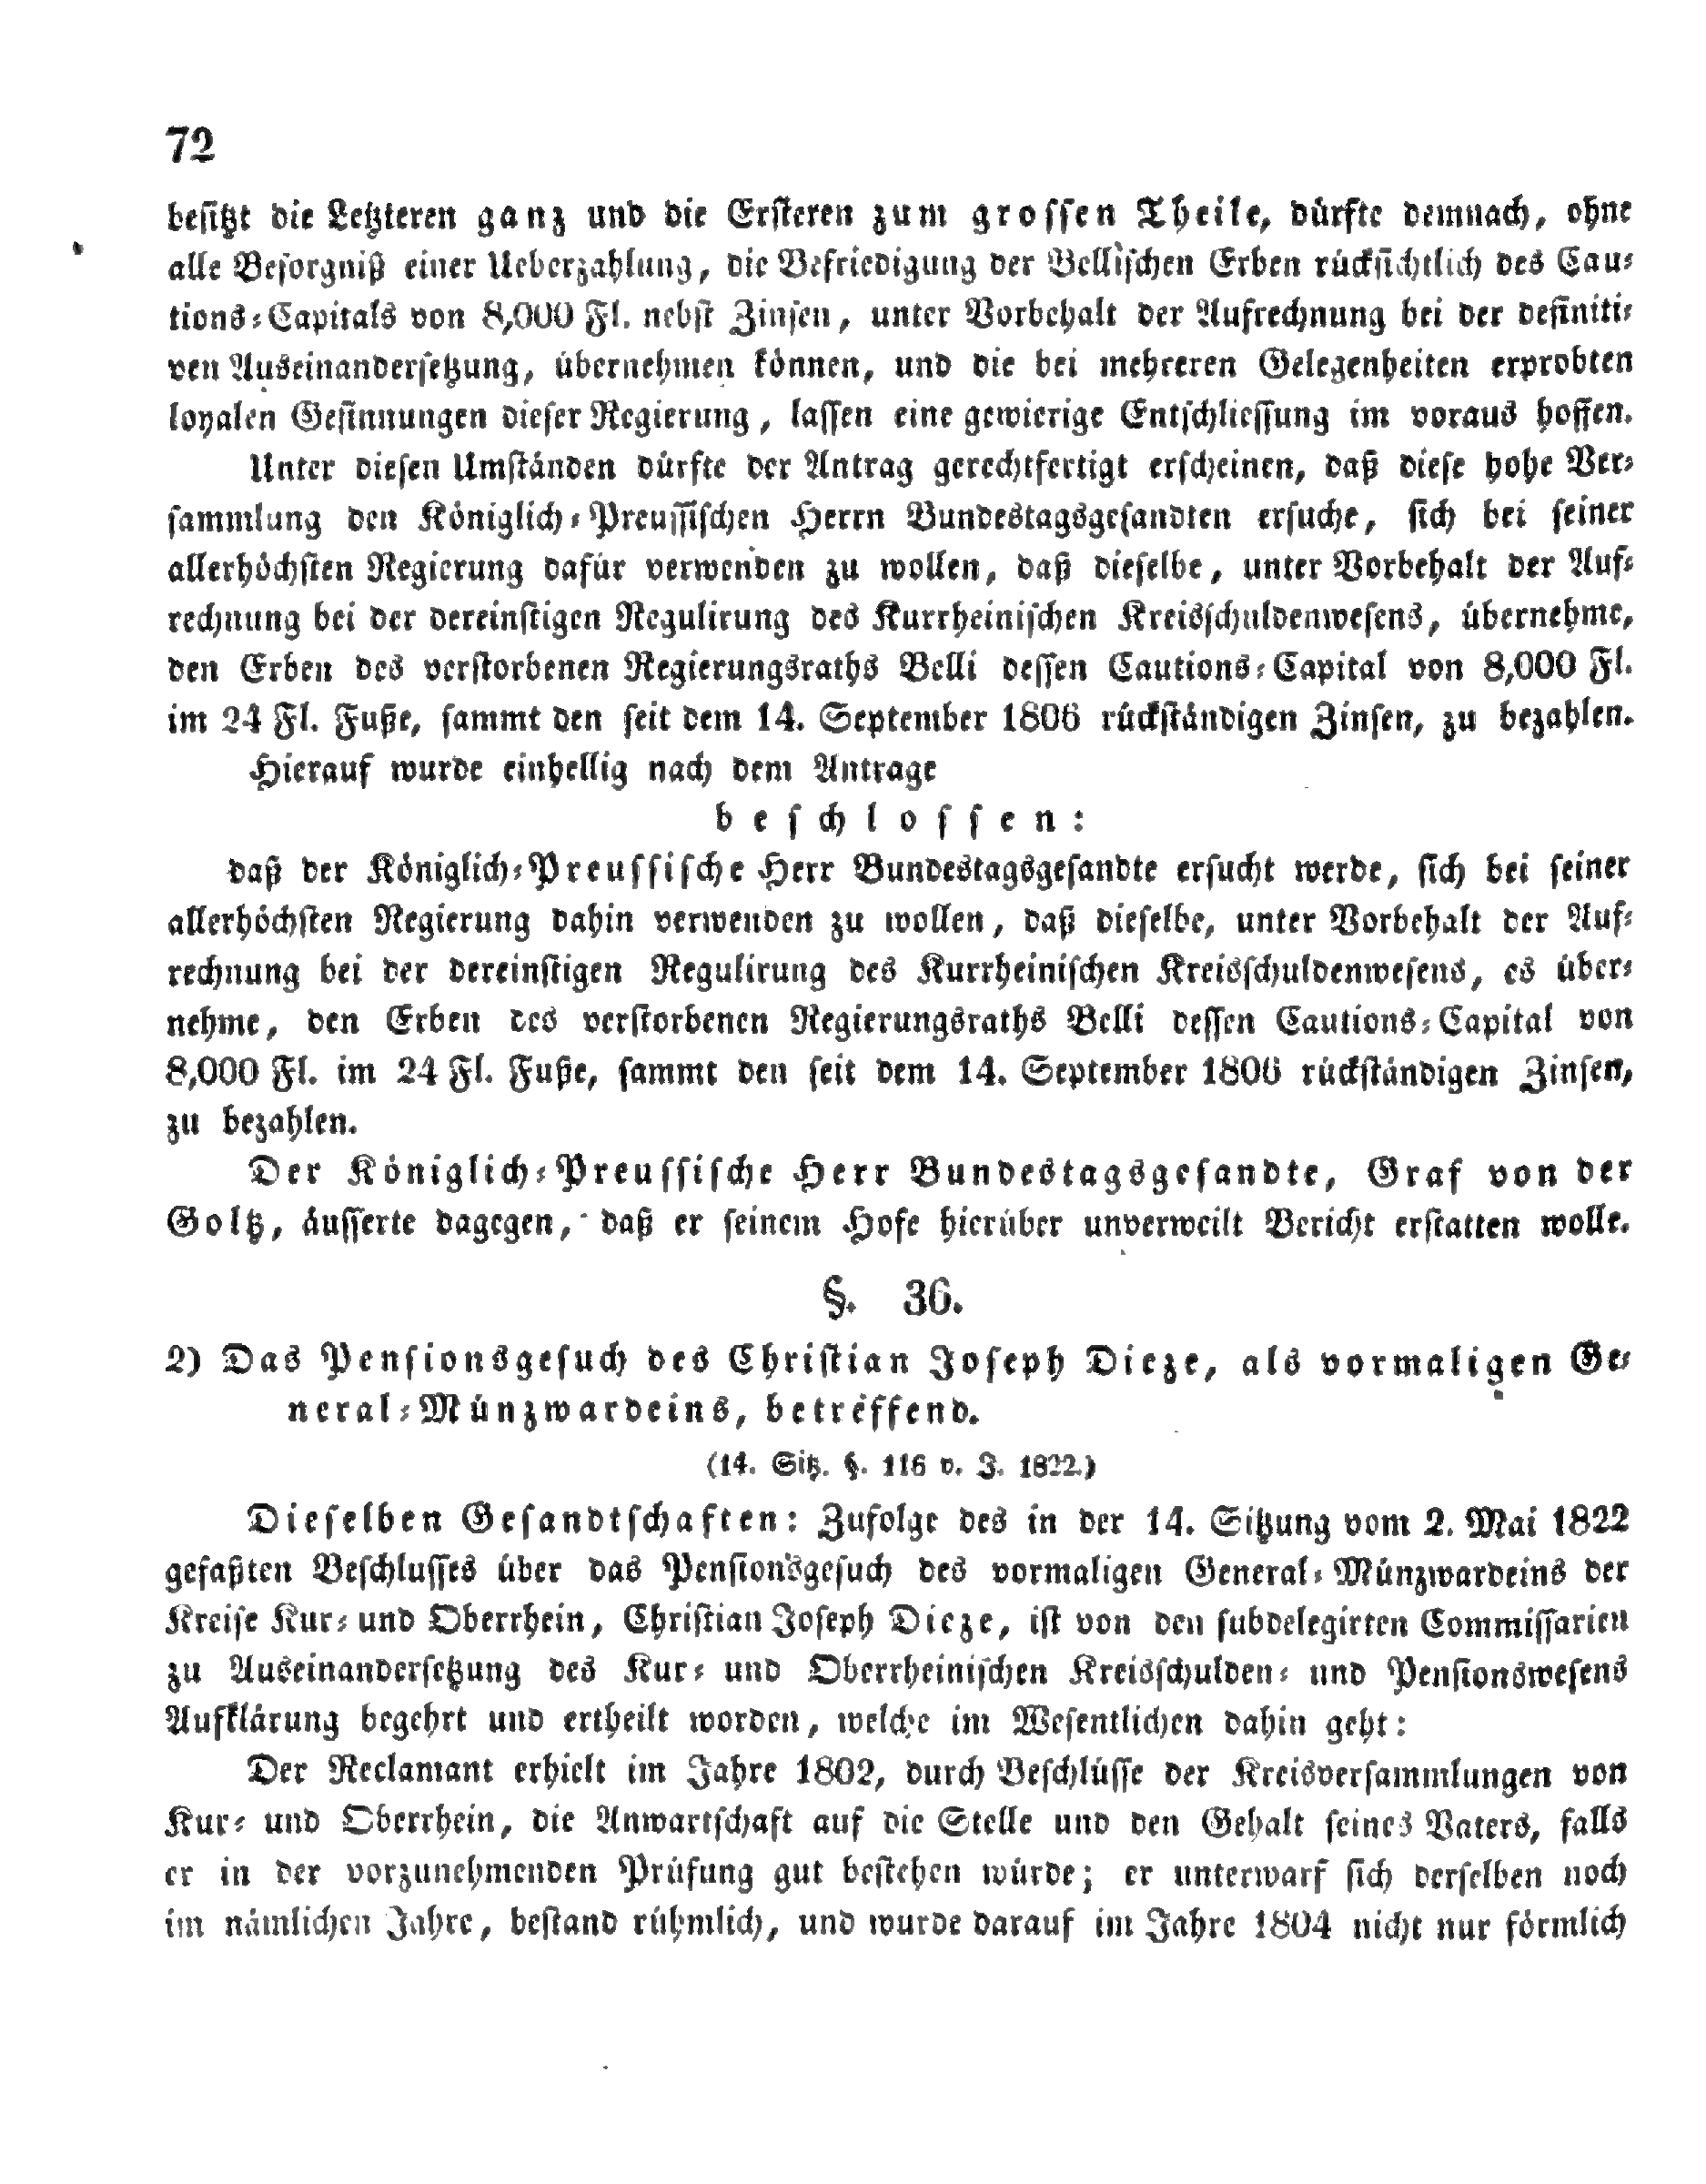 72
besitzt die Letzteren ganz und die Ersteren zum grossen Theile, dürfte demnach, ohne
alle Besorgniß einer Ueberzahlung, die Befriedigung der Belli'schen Erben rücksichtlich des Cau-
tions-Capitals von 8,000 Fl. nebst Zinsen, unter Vorbehalt der Aufrechnung bei der definiti-
ven Auseinandersetzung, übernehmen können, und die bei mehreren Gelegenheiten erprobten
loyalen Gesinnungen dieser Regierung, lassen eine gewierige Entschliessung im voraus hoffen.
Unter diesen Umständen dürfte der Antrag gerechtfertigt erscheinen, daß diese hohe Ver-
sammlung den Königlich-Preussischen Herrn Bundestagsgesandten ersuche, sich bei seiner
allerhöchsten Regierung dafür verwenden zu wollen, daß dieselbe, unter Vorbehalt der Auf-
rechnung bei der dereinstigen Regulirung des Kurrheinischen Kreisschuldenwesens, übernehme,
den Erben des verstorbenen Regierungsraths Belli dessen Cautions-Capital von 8,000 Fl.
im 24 Fl. Fuße, sammt den seit dem 14. September 1806 rückständigen Zinsen, zu bezahlen.
Hierauf wurde einhellig nach dem Antrage
beschlossen:
daß der Königlich-Preussische Herr Bundestagsgesandte ersucht werde, sich bei seiner
allerhöchsten Regierung dahin verwenden zu wollen, daß dieselbe, unter Vorbehalt der Auf-
rechnung bei der dereinstigen Regulirung des Kurrheinischen Kreisschuldenwesens, es über-
nehme, den Erben des verstorbenen Regierungsraths Belli dessen Cautions-Capital von
8,000 Fl. im 24 Fl. Fuße, sammt den seit dem 14. September 1806 rückständigen Zinsen,
zu bezahlen.
Der Königlich-Preussische Herr Bundestagsgesandte, Graf von der
Goltz, äusserte dagegen, daß er seinem Hofe hierüber unverweilt Bericht erstatten wolle.
§. 36.
2) Das Pensionsgesuch des Christian Joseph Dieze, als vormaligen Ge-
neral-Münzwardeins, betreffend.
(14. Sitz. §. 116 v. J. 1822.)
Dieselben Gesandtschaften: Zufolge des in der 14. Sitzung vom 2. Mai 1822
gefaßten Beschlusses über das Pensionsgesuch des vormaligen General-Münzwardeins der
Kreise Kur- und Oberrhein, Christian Joseph Dieze, ist von den subdelegirten Commissarien
zu Auseinandersetzung des Kur- und Oberrheinischen Kreisschulden- und Pensionswesens
Aufklärung begehrt und ertheilt worden, welche im Wesentlichen dahin geht:
Der Reclamant erhielt im Jahre 1802, durch Beschlüsse der Kreisversammlungen von
Kur- und Oberrhein, die Anwartschaft auf die Stelle und den Gehalt seines Vaters, falls
er in der vorzunehmenden Prüfung gut bestehen würde; er unterwarf sich derselben noch
im nämlichen Jahre, bestand rühmlich, und wurde darauf im Jahre 1804 nicht nur förmlich